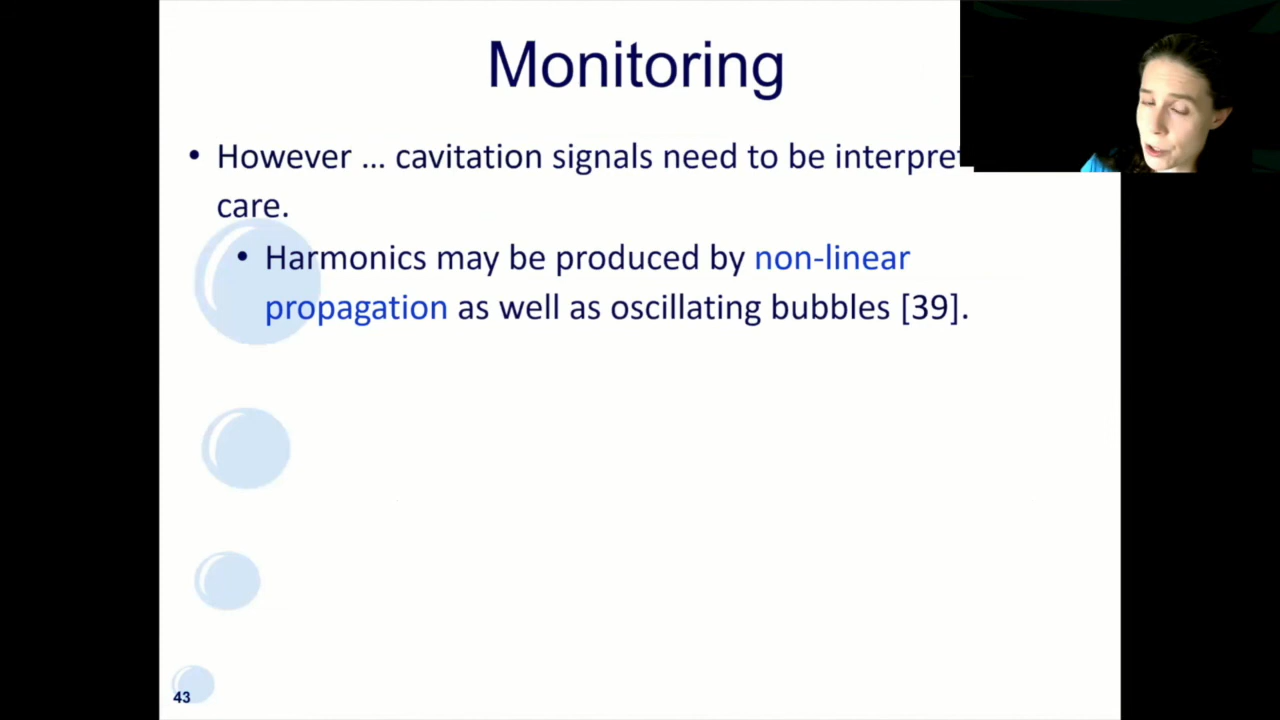 Monitoring
• However … cavitation signals need to be
care.
• Harmonics may be produced by non-linear
propagation as well as oscillating bubbles [39].
43